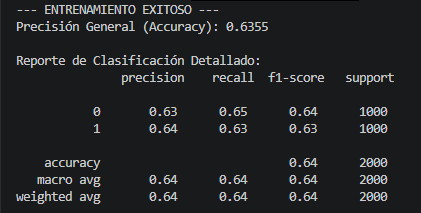 --- ENTRENAMIENTO EXITOSO ---
Precisión General (Accuracy): 0.6355
Reporte de Clasificación Detallado:
precision recall f1-score support
0 0.63 0.65 0.64 1000
1 0.64 0.63 0.63 1000
accuracy 0.64 2000
macro avg 0.64 0.64 0.64 2000
weighted avg 0.64 0.64 0.64 2000